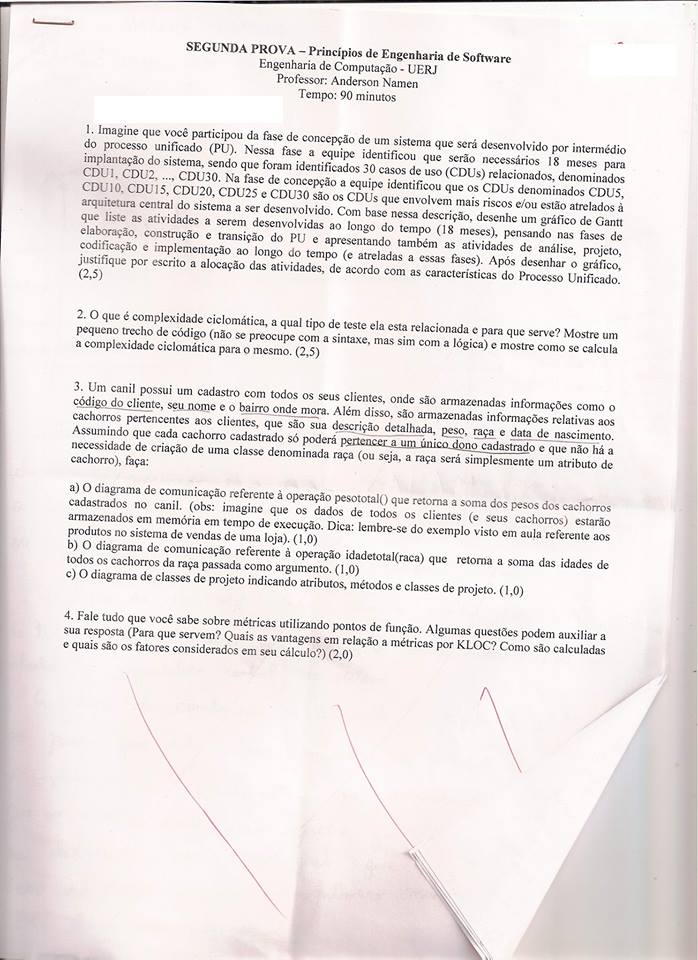 SEGUNDA PROVA – Princípios de Engenharia de Software
Engenharia de Computação - UERJ
Professor: Anderson Namen
Tempo: 90 minutos
1. Imagine que você participou da fase de concepção de um sistema que será desenvolvido por intermédio
do processo unificado (PU). Nessa fase a equipe identificou que serão necessários 18 meses para
implantação do sistema, sendo que foram identificados 30 casos de uso (CDUs) relacionados, denominados
CDU1, CDU2, ..., CDU30. Na fase de concepção a equipe identificou que os CDUs denominados CDU5,
CDU10, CDU15, CDU20, CDU25 e CDU30 são os CDUs que envolvem mais riscos e/ou estão atrelados à
arquitetura central do sistema a ser desenvolvido. Com base nessa descrição, desenhe um gráfico de Gantt
que liste as atividades a serem desenvolvidas ao longo do tempo (18 meses), pensando nas fases de
elaboração, construção e transição do PU e apresentando também as atividades de análise, projeto,
codificação e implementação ao longo do tempo (e atreladas a essas fases). Após desenhar o gráfico,
justifique por escrito a alocação das atividades, de acordo com as características do Processo Unificado.
(2,5)
2. O que é complexidade ciclomática, a qual tipo de teste ela esta relacionada e para que serve? Mostre um
pequeno trecho de código (não se preocupe com a sintaxe, mas sim com a lógica) e mostre como se calcula
a complexidade ciclomática para o mesmo. (2,5)
3. Um canil possui um cadastro com todos os seus clientes, onde são armazenadas informações como o
código do cliente, seu nome e o bairro onde mora. Além disso, são armazenadas informações relativas aos
cachorros pertencentes aos clientes, que são sua descrição detalhada, peso, raça e data de nascimento.
Assumindo que cada cachorro cadastrado só poderá pertencer a um único dono cadastrado e que não há a
necessidade de criação de uma classe denominada raça (ou seja, a raça será simplesmente um atributo de
cachorro), faça:
a) O diagrama de comunicação referente à operação pesototal() que retorna a soma dos pesos dos cachorros
cadastrados no canil. (obs: imagine que os dados de todos os clientes (e seus cachorros) estarão
armazenados em memória em tempo de execução. Dica: lembre-se do exemplo visto em aula referente aos
produtos no sistema de vendas de uma loja). (1,0)
b) O diagrama de comunicação referente à operação idadetotal(raca) que retorna a soma das idades de
todos os cachorros da raça passada como argumento. (1,0)
c) O diagrama de classes de projeto indicando atributos, métodos e classes de projeto. (1,0)
4. Fale tudo que você sabe sobre métricas utilizando pontos de função. Algumas questões podem auxiliar a
sua resposta (Para que servem? Quais as vantagens em relação a métricas por KLOC? Como são calculadas
e quais são os fatores considerados em seu cálculo?) (2,0)